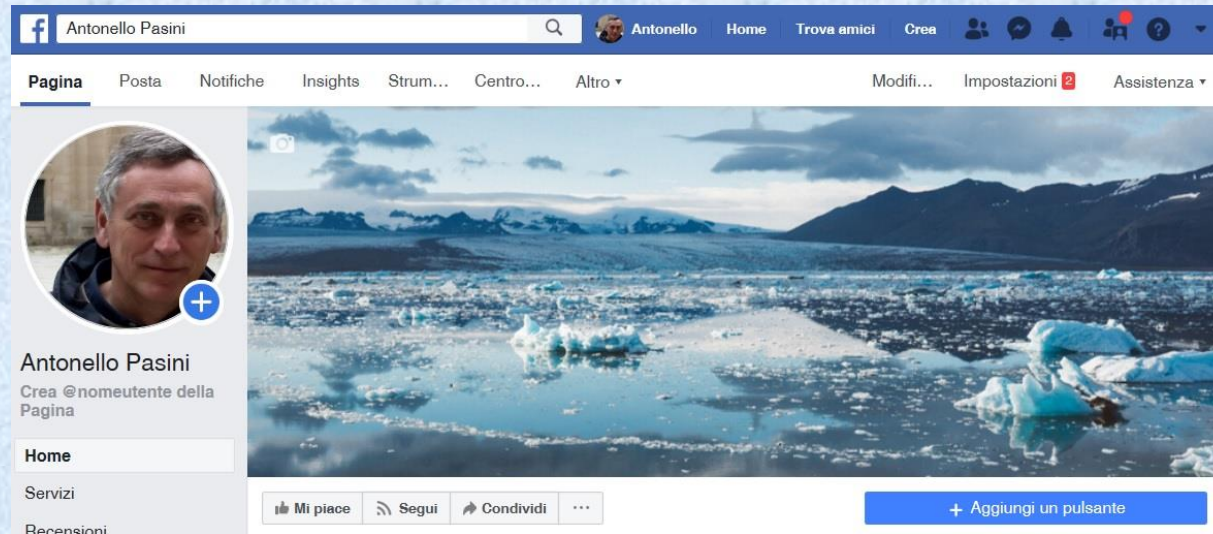 f Antonello Pasini Antonello Home Trova amici Crea
Pagina Posta Notifiche Insights Strum... Centro... Altro Modifi... Impostazioni 2 Assistenza
Antonello Pasini
Crea @nomeutente della
Pagina
Home
Servizi
Mi piace Segui Condividi ... + Aggiungi un pulsante
Recensioni